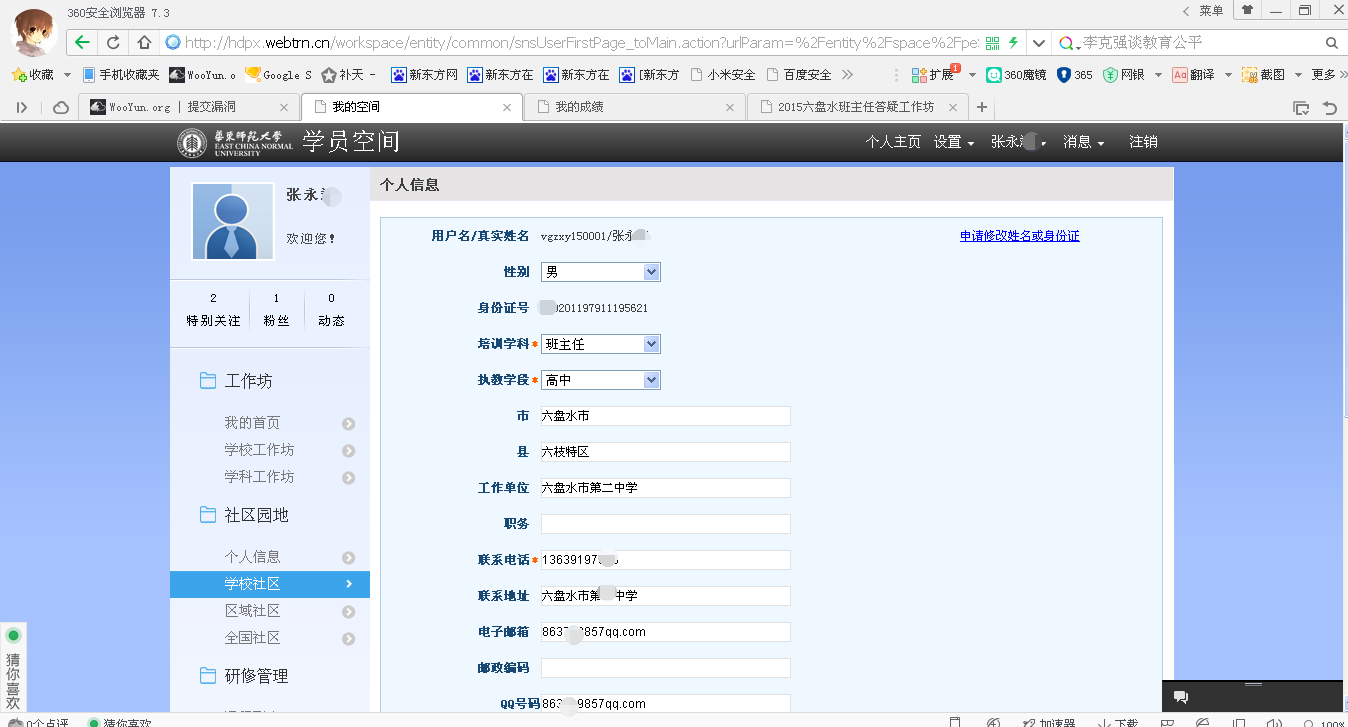 360安全浏览器 7.3
菜单
http://hdpx.webtrn.cn/workspace/entity/common/snsUserFirstPage_toMain.action?urlParam=%2Fentity%2Fspace%2Fpe
李克强谈教育公平
收藏 手机收藏夹 WooYun.o Google S 补天 - 新东方网 新东方在 新东方在 [新东方 小米安全 百度安全 扩展 1 360魔镜 365 网银 翻译 截图 更多
WooYun.org | 提交漏洞 我的空间 我的成绩 2015六盘水班主任答疑工作坊
華東师范大學
EAST CHINA NORMAL
UNIVERSITY
学员空间
个人主页 设置 张永 消息 注销
张永
欢迎您!
2 1 0
特别关注 粉丝 动态
工作坊
我的首页
学校工作坊
学科工作坊
社区园地
个人信息
学校社区
区域社区
全国社区
研修管理
个人信息
用户名/真实姓名 vgzxy150001/张永
申请修改姓名或身份证
性别 男
身份证号 201197911195621
培训学科* 班主任
执教学段* 高中
市 六盘水市
县 六枝特区
工作单位 六盘水市第二中学
职务
联系电话* 1363919
联系地址 六盘水市第 中学
电子邮箱 863 857qq.com
邮政编码
QQ号码 863 9857qq.com
猜你喜欢
0个点评 猜你喜欢 加速器 下载 100%